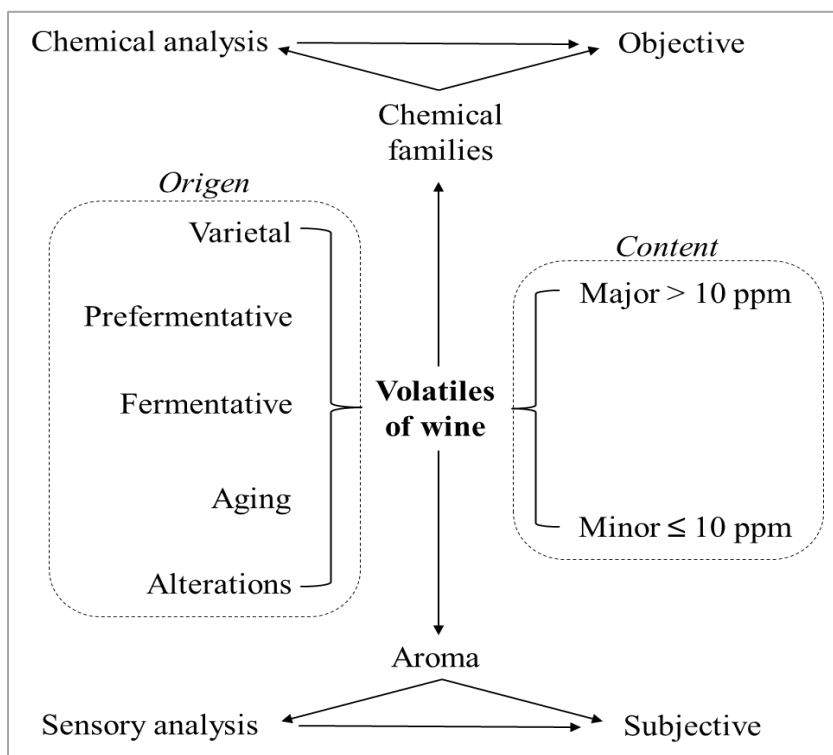 Chemical analysis
Objective
Chemical
families
Origen
Varietal
Prefermentative
Fermentative
Aging
Alterations
Volatiles
of wine
Content
Major > 10 ppm
Minor ≤ 10 ppm
Aroma
Sensory analysis
Subjective